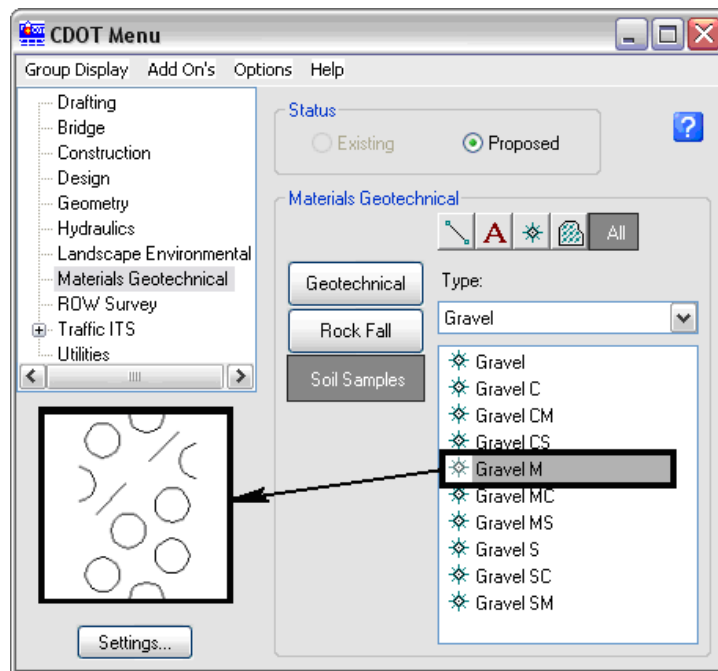 CDOT Menu
Group Display Add On's Options Help
Drafting
Bridge
Construction
Design
Geometry
Hydraulics
Landscape Environmental
Materials Geotechnical
ROW Survey
Traffic ITS
Utilities
Settings...
Status
Existing Proposed
?
Materials Geotechnical
A All
Geotechnical
Rock Fall
Soil Samples
Type:
Gravel
Gravel
Gravel C
Gravel CM
Gravel CS
Gravel M
Gravel MC
Gravel MS
Gravel S
Gravel SC
Gravel SM